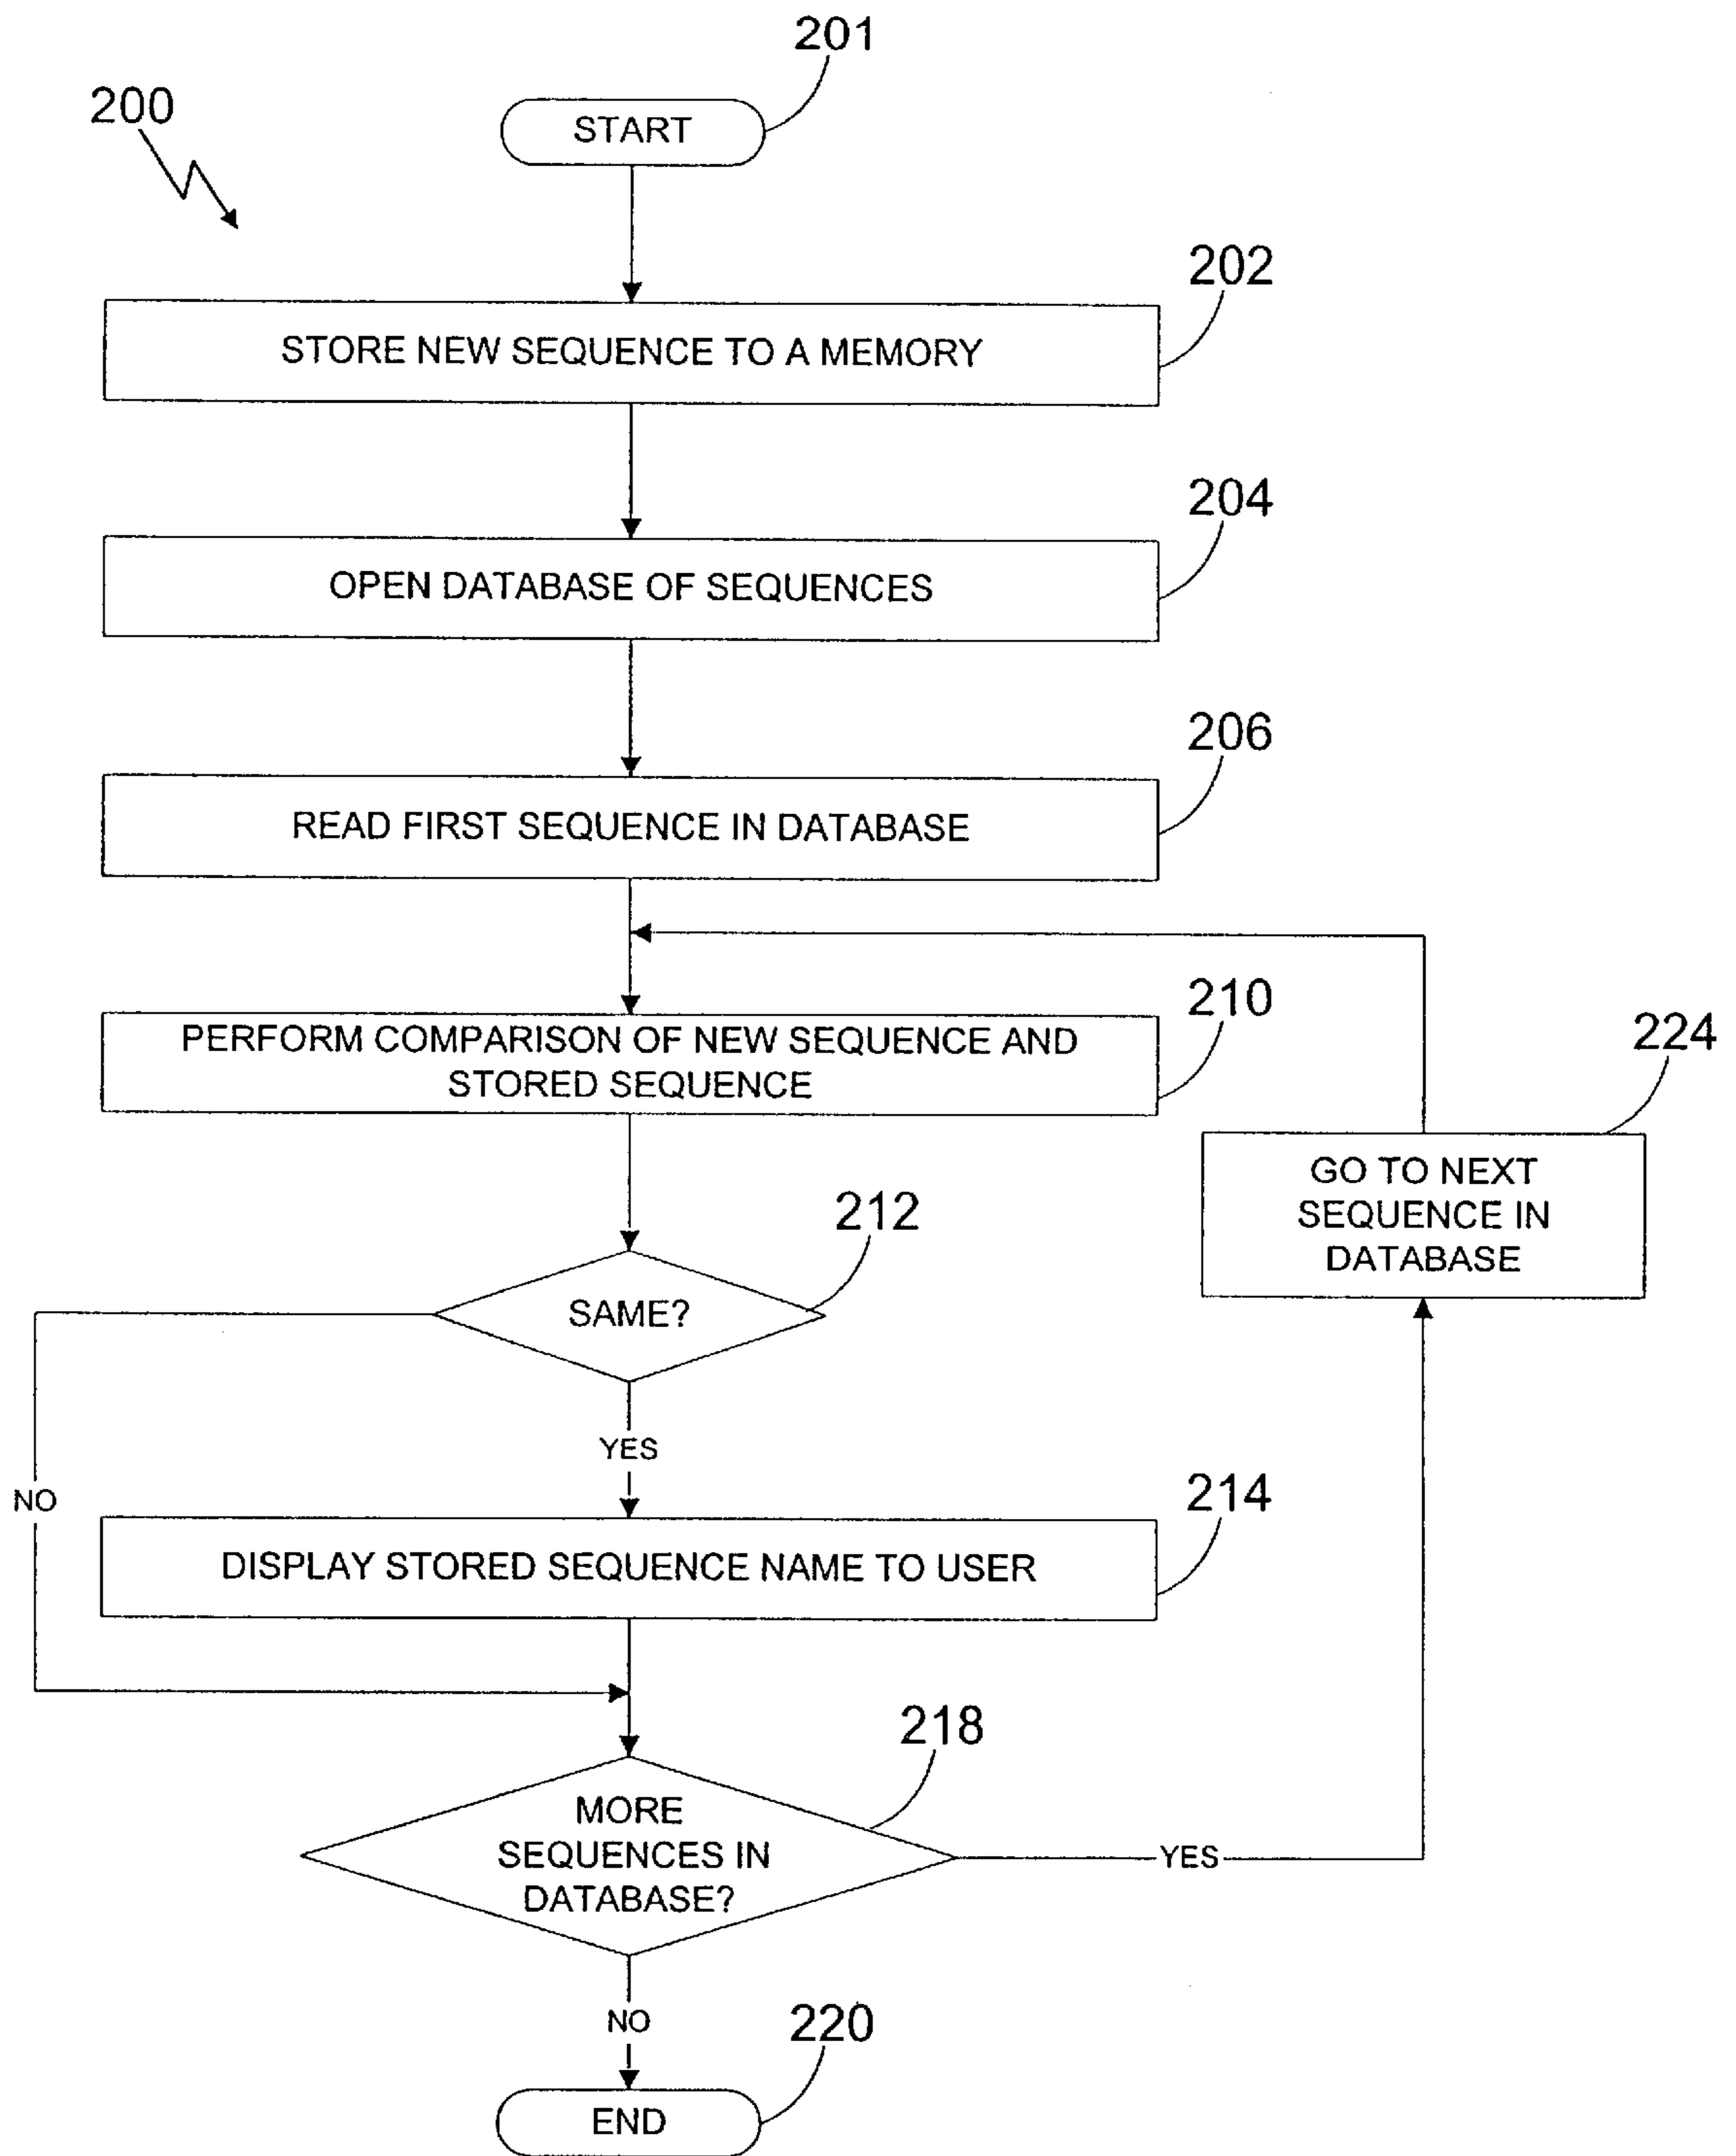 201
200
START
202
STORE NEW SEQUENCE TO A MEMORY
204
OPEN DATABASE OF SEQUENCES
206
READ FIRST SEQUENCE IN DATABASE
210
PERFORM COMPARISON OF NEW SEQUENCE AND
STORED SEQUENCE
224
GO TO NEXT
SEQUENCE IN
DATABASE
212
SAME?
YES
NO
214
DISPLAY STORED SEQUENCE NAME TO USER
218
MORE
SEQUENCES IN
DATABASE?
YES
NO
220
END